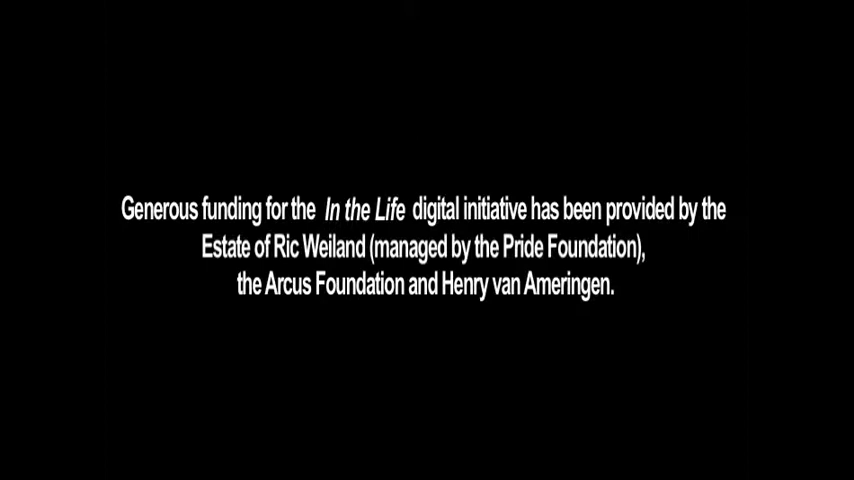 Generous funding for the In the Life digital initiative has been provided by the
Estate of Ric Weiland (managed by the Pride Foundation),
the Arcus Foundation and Henry van Ameringen.